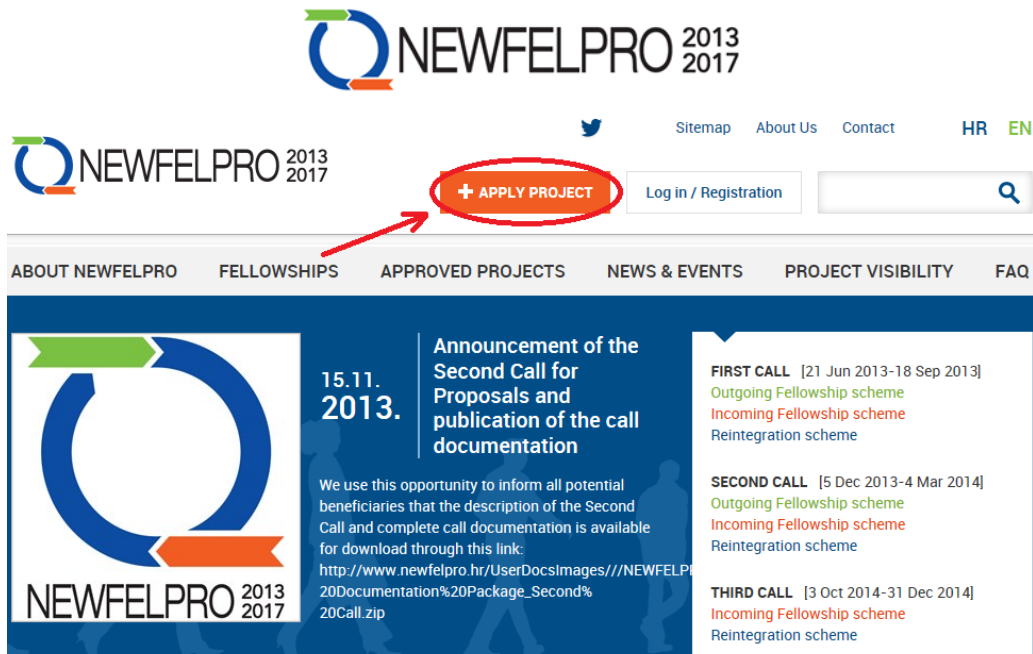 NEWFELPRO 2013
2017
NEWFELPRO 2013
2017
Sitemap About Us Contact HR EN
+ APPLY PROJECT Log in / Registration
ABOUT NEWFELPRO FELLOWSHIPS APPROVED PROJECTS NEWS & EVENTS PROJECT VISIBILITY FAQ
NEWFELPRO 2013
2017
15.11.
2013.
Announcement of the
Second Call for
Proposals and
publication of the call
documentation
We use this opportunity to inform all potential
beneficiaries that the description of the Second
Call and complete call documentation is available
for download through this link:
http://www.newfelpro.hr/UserDocsImages///NEWFELPR
20Documentation%20Package_Second%
20Call.zip
FIRST CALL [21 Jun 2013-18 Sep 2013]
Outgoing Fellowship scheme
Incoming Fellowship scheme
Reintegration scheme
SECOND CALL [5 Dec 2013-4 Mar 2014]
Outgoing Fellowship scheme
Incoming Fellowship scheme
Reintegration scheme
THIRD CALL [3 Oct 2014-31 Dec 2014]
Incoming Fellowship scheme
Reintegration scheme